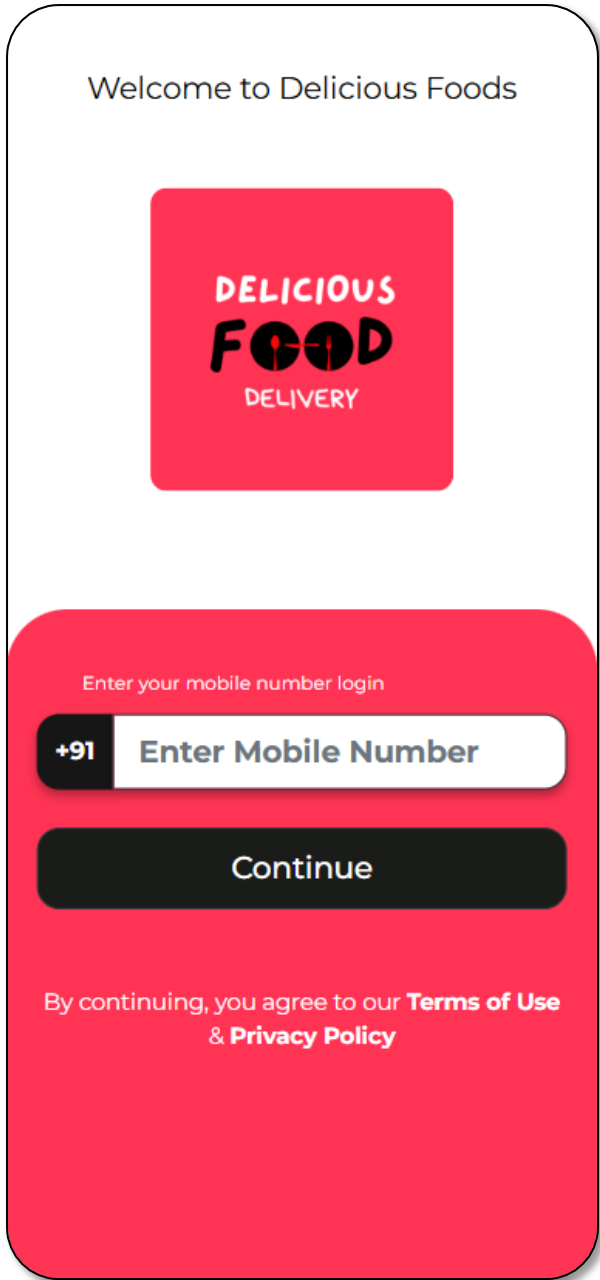 Welcome to Delicious Foods
DELICIOUS
FOOD
DELIVERY
Enter your mobile number login
+91 Enter Mobile Number
Continue
By continuing, you agree to our Terms of Use
& Privacy Policy